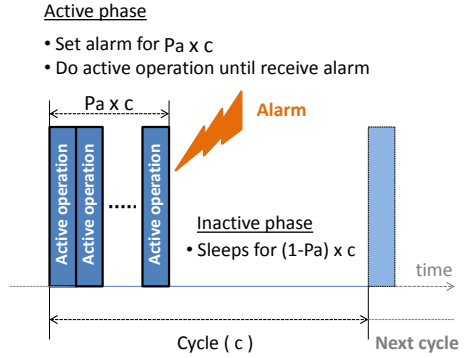 Active phase
• Set alarm for Pa x c
• Do active operation until receive alarm
Pa x c
Alarm
Active operation
Active operation
.....
Active operation
Inactive phase
• Sleeps for (1-Pa) x c
time
Cycle ( c )
Next cycle